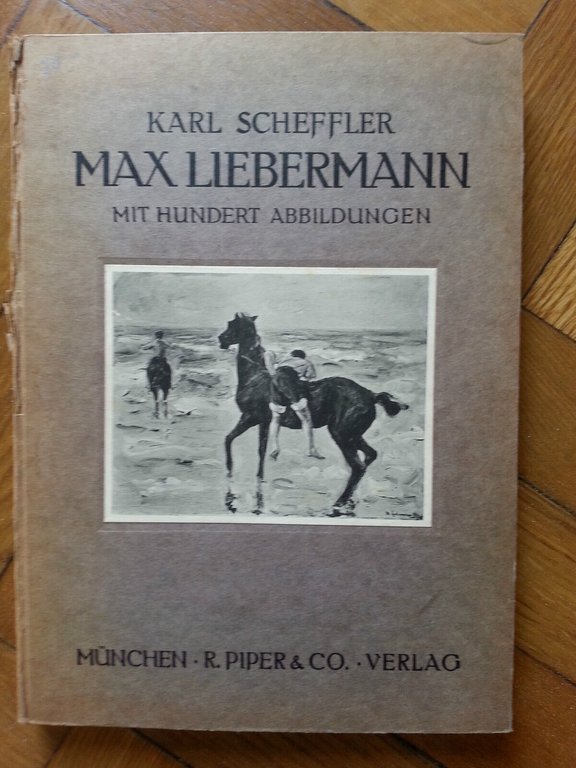 KARL SCHEFFLER
MAX LIEBERMANN
MIT HUNDERT ABBILDUNGEN
MÜNCHEN · R. PIPER & CO. · VERLAG